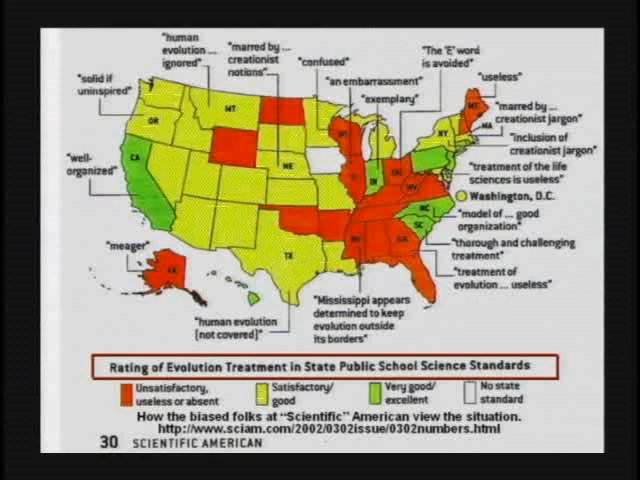 "human
evolution ...
ignored"
"marred by ...
creationist
notions"
"confused"
"The 'E' word
is avoided"
"solid if
uninspired"
"an embarrassment"
"exemplary"
"useless"
"marred by ...
creationist jargon"
"inclusion of
creationist jargon"
"well-
organized"
"treatment of the life
sciences is useless"
Washington, D.C.
"model of ... good
organization"
"thorough and challenging
treatment"
"treatment of
evolution ... useless"
"meager"
"human evolution
[not covered]"
"Mississippi appears
determined to keep
evolution outside
its borders"
MT
OR
CA
NE
TX
NY
MA
IN
WV
NC
SC
GA
AK
Rating of Evolution Treatment in State Public School Science Standards
Unsatisfactory,
useless or absent
Satisfactory/
good
Very good/
excellent
No state
standard
How the biased folks at "Scientific" American view the situation.
http://www.sciam.com/2002/0302issue/0302numbers.html
30 SCIENTIFIC AMERICAN